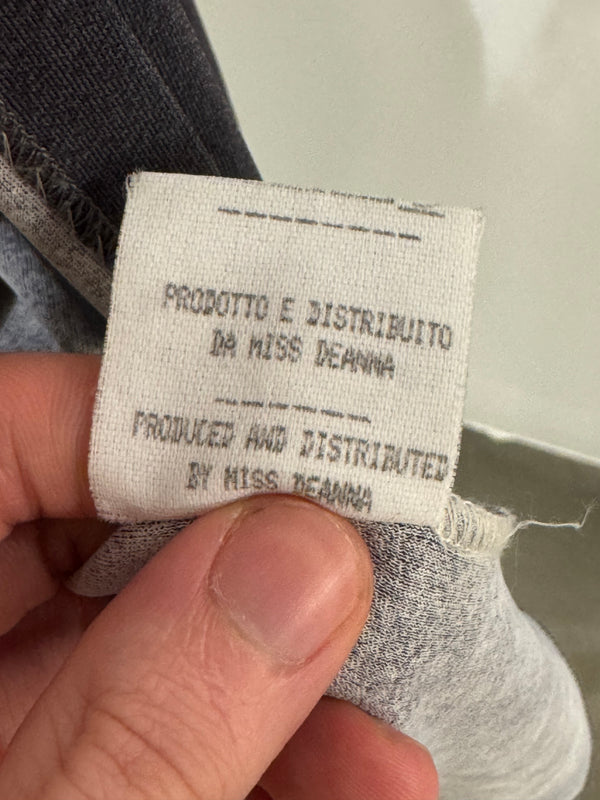 PRODOTTO E DISTRIBUITO
DA MISS DEANNA
PRODUCED AND DISTRIBUTED
BY MISS DEANNA